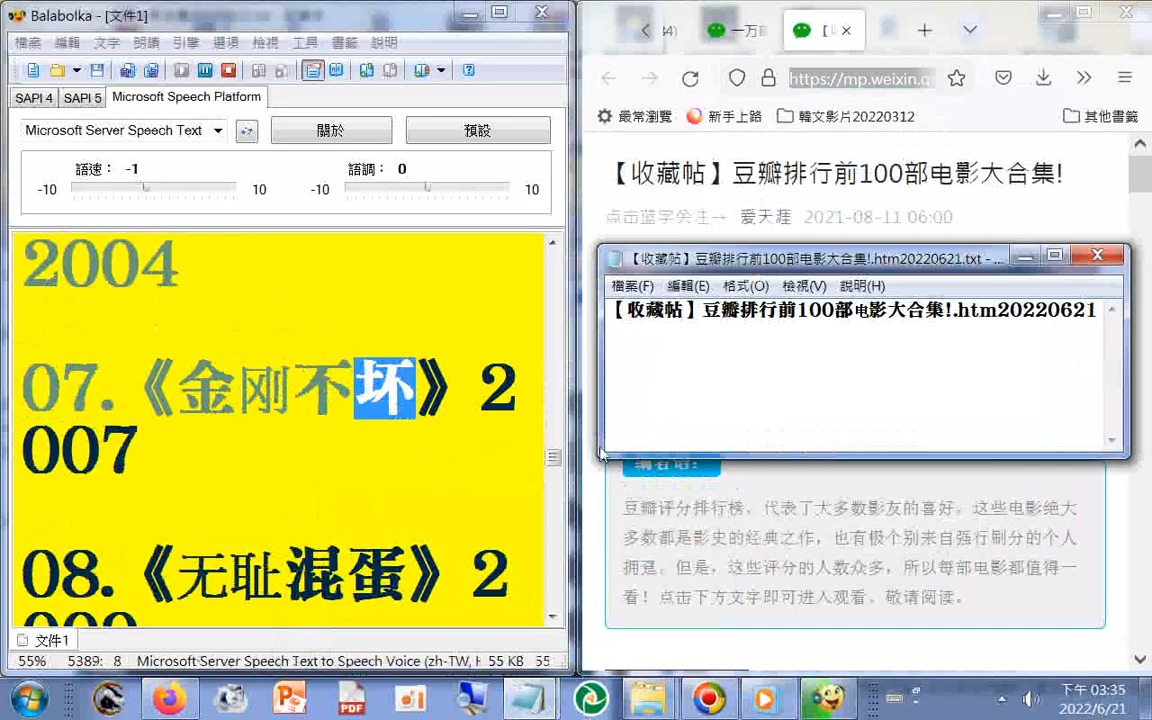 Balabolka - [文件1]
檔案 編輯 文字 朗讀 引擎 選項 檢視 工具 書籤 說明
SAPI 4 SAPI 5 Microsoft Speech Platform
Microsoft Server Speech Text 關於 預設
語速： -1 語調： 0
-10 10 -10 10
2004
07.《金刚不坏》2
007
08.《无耻混蛋》2
文件1
55% 5389: 8 Microsoft Server Speech Text to Speech Voice (zh-TW, H 55 KB 55
https://mp.weixin.q
最常瀏覽 新手上路 韓文影片20220312 其他書籤
【收藏帖】豆瓣排行前100部电影大合集!
点击蓝字关注→ 爱天涯 2021-08-11 06:00
【收藏帖】豆瓣排行前100部电影大合集!.htm20220621.txt - ...
檔案(F) 編輯(E) 格式(O) 檢視(V) 說明(H)
【收藏帖】豆瓣排行前100部电影大合集!.htm20220621
豆瓣评分排行榜，代表了大多数影友的喜好。这些电影绝大
多数都是影史的经典之作，也有极个别来自强行刷分的个人
拥趸。但是，这些评分的人数众多，所以每部电影都值得一
看！点击下方文字即可进入观看。敬请阅读。
下午 03:35
2022/6/21